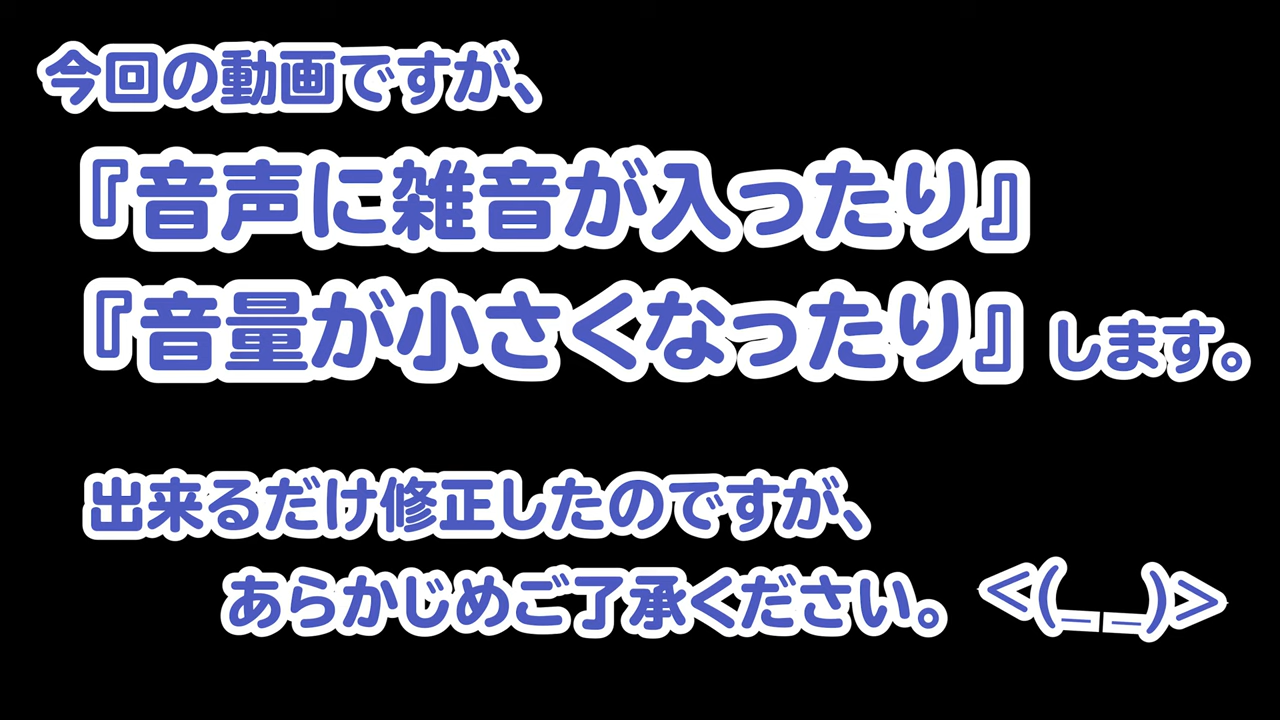 今回の動画ですが、
『音声に雑音が入ったり』
『音量が小さくなったり』します。
出来るだけ修正したのですが、
あらかじめご了承ください。 <(_ _)>